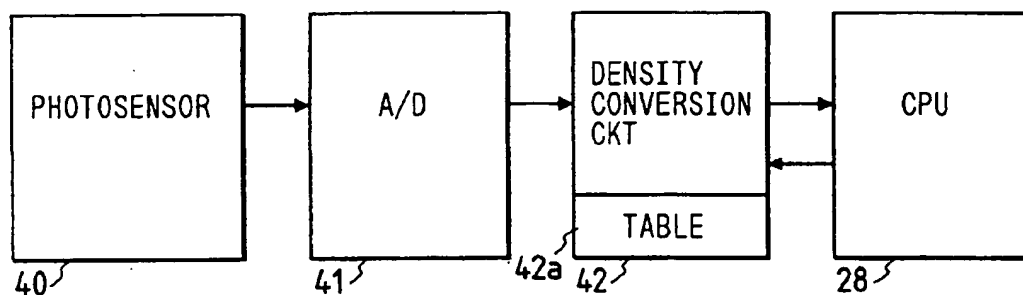 PHOTOSENSOR
A/D
DENSITY
CONVERSION
CKT
CPU
TABLE
40
41
42a
42
28